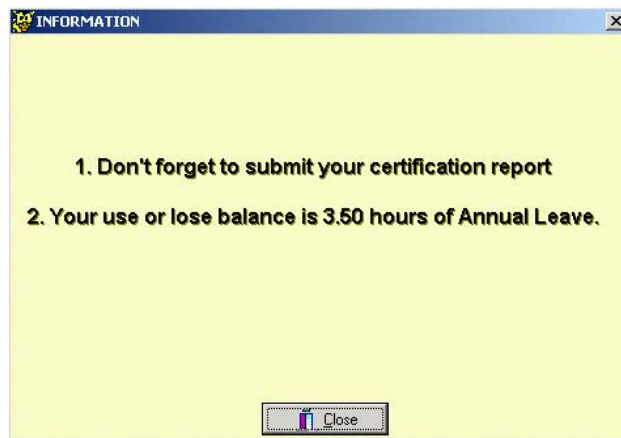 INFORMATION
1. Don't forget to submit your certification report
2. Your use or lose balance is 3.50 hours of Annual Leave.
Close